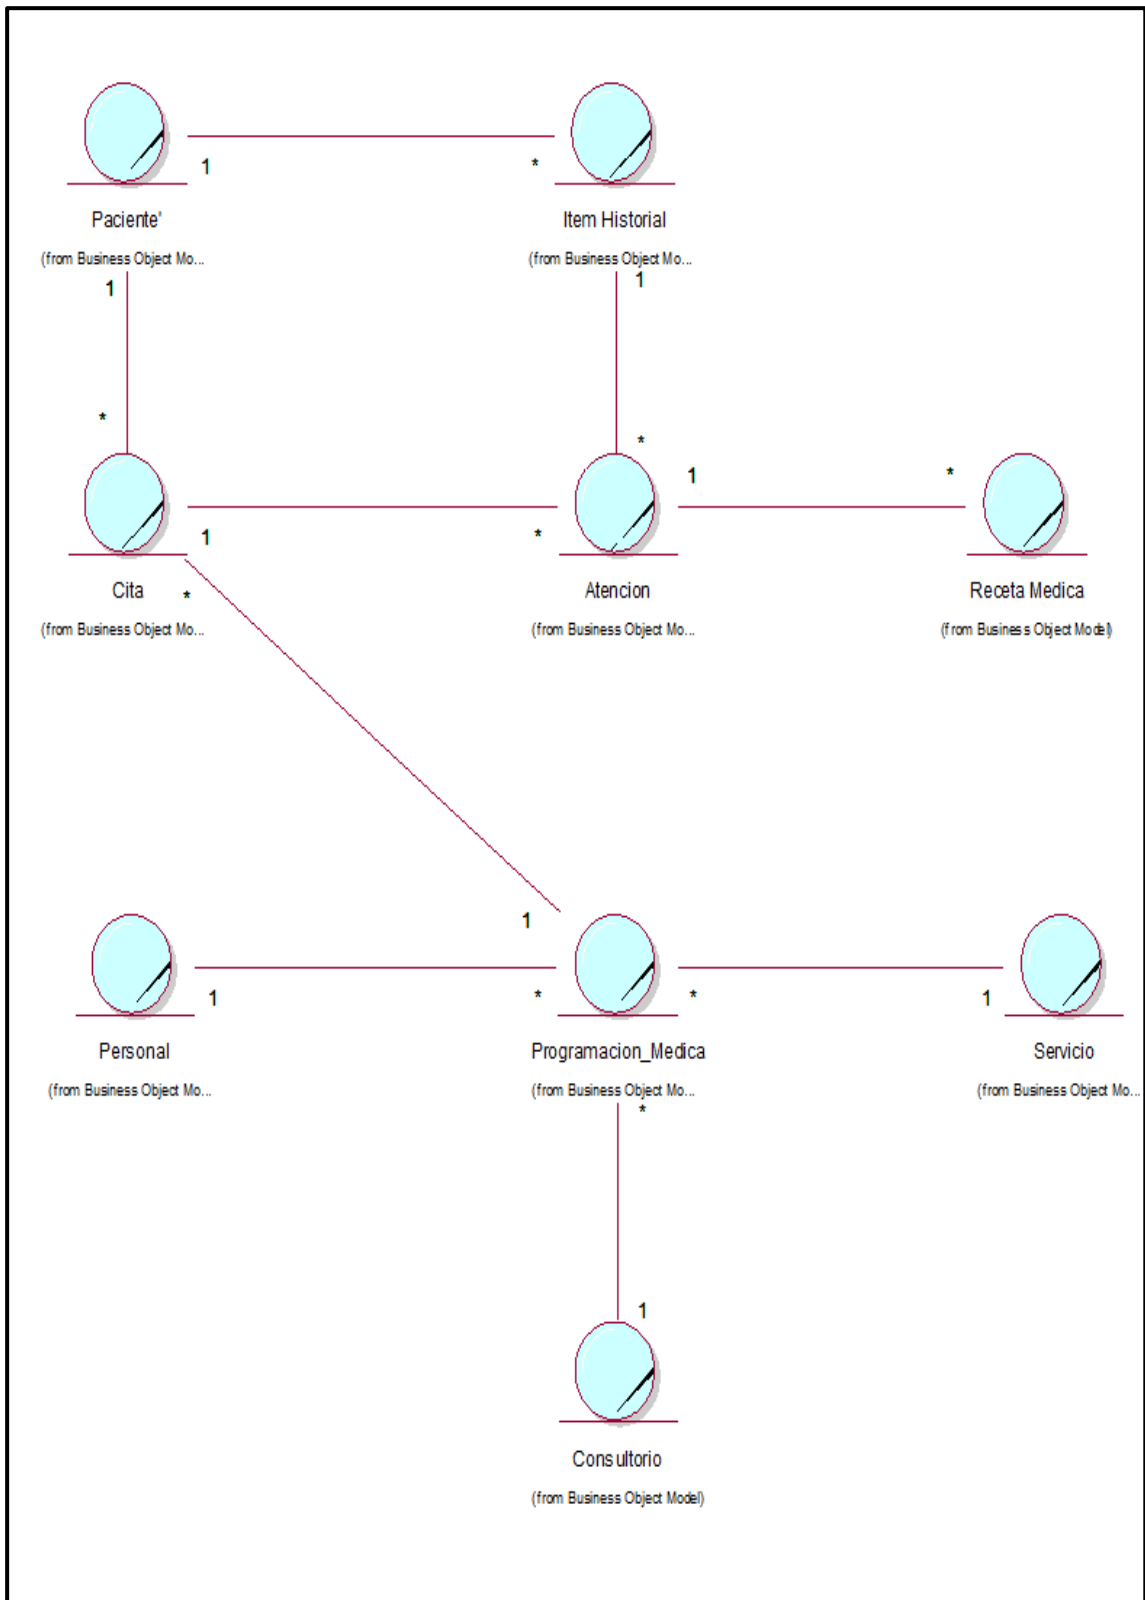 1
*
Paciente'
Item Historial
(from Business Object Mo...
(from Business Object Mo...
1
1
*
*
1
*
1
*
Cita
*
Atencion
Receta Medica
(from Business Object Mo...
(from Business Object Mo...
(from Business Object Model)
1
1
*
*
1
Personal
Programacion_Medica
Servicio
(from Business Object Mo...
(from Business Object Mo...
(from Business Object Mo...
*
1
Consultorio
(from Business Object Model)